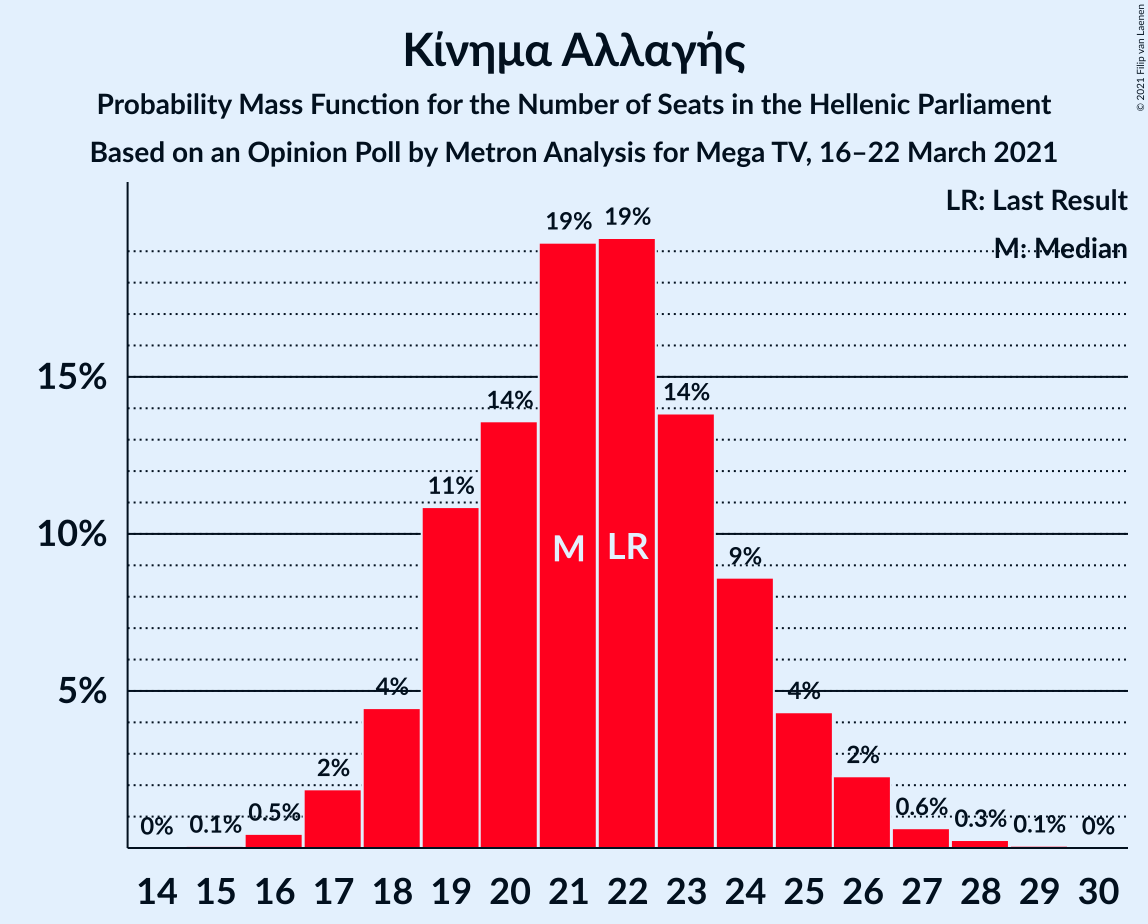 Κίνημα Αλλαγής
Probability Mass Function for the Number of Seats in the Hellenic Parliament
Based on an Opinion Poll by Metron Analysis for Mega TV, 16–22 March 2021
© 2021 Filip van Laenen
LR: Last Result
M: Median
19% 19%
15%
14% 14%
11%
10%
M LR
9%
5%
4% 4%
2% 2%
0% 0.1% 0.5% 0.6% 0.3% 0.1% 0%
14 15 16 17 18 19 20 21 22 23 24 25 26 27 28 29 30